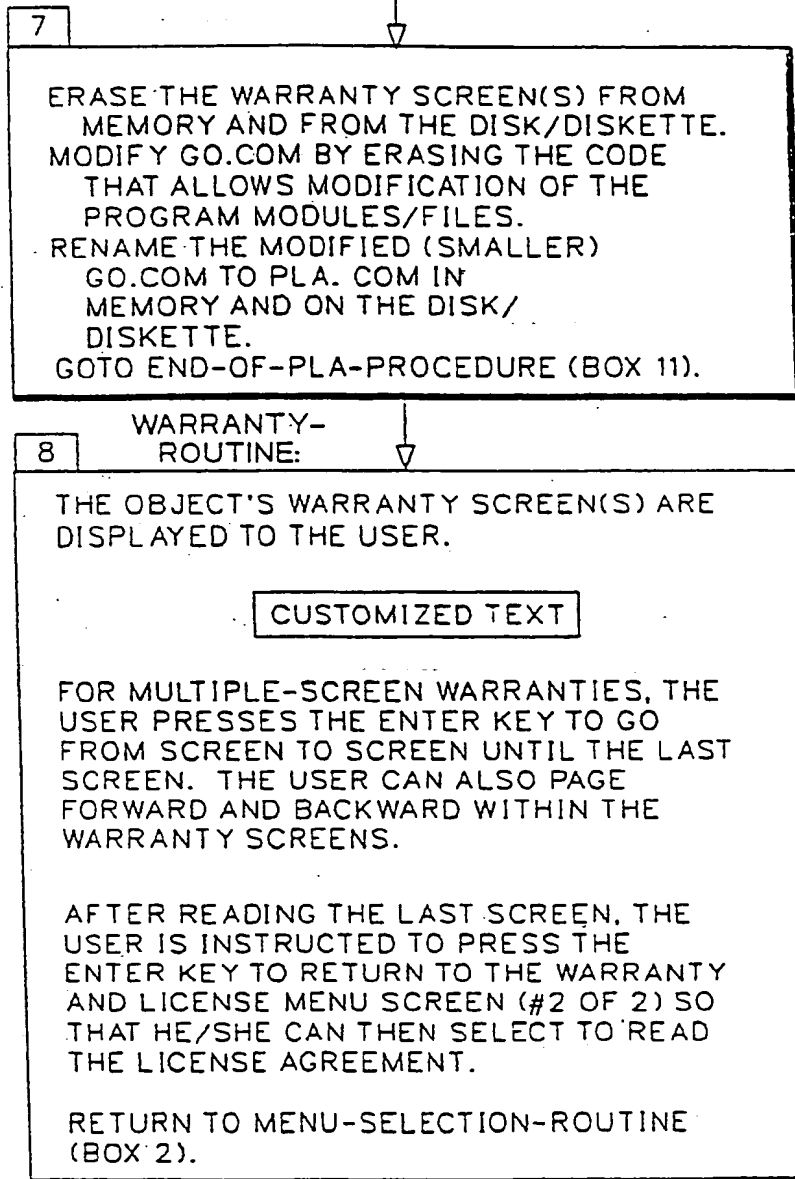 7
ERASE THE WARRANTY SCREEN(S) FROM
MEMORY AND FROM THE DISK/DISKETTE.
MODIFY GO.COM BY ERASING THE CODE
THAT ALLOWS MODIFICATION OF THE
PROGRAM MODULES/FILES.
RENAME THE MODIFIED (SMALLER)
GO.COM TO PLA. COM IN
MEMORY AND ON THE DISK/
DISKETTE.
GOTO END-OF-PLA-PROCEDURE (BOX 11).
WARRANTY-
8 ROUTINE:
THE OBJECT'S WARRANTY SCREEN(S) ARE
DISPLAYED TO THE USER.
CUSTOMIZED TEXT
FOR MULTIPLE-SCREEN WARRANTIES, THE
USER PRESSES THE ENTER KEY TO GO
FROM SCREEN TO SCREEN UNTIL THE LAST
SCREEN. THE USER CAN ALSO PAGE
FORWARD AND BACKWARD WITHIN THE
WARRANTY SCREENS.
AFTER READING THE LAST SCREEN, THE
USER IS INSTRUCTED TO PRESS THE
ENTER KEY TO RETURN TO THE WARRANTY
AND LICENSE MENU SCREEN (#2 OF 2) SO
THAT HE/SHE CAN THEN SELECT TO READ
THE LICENSE AGREEMENT.
RETURN TO MENU-SELECTION-ROUTINE
(BOX 2).